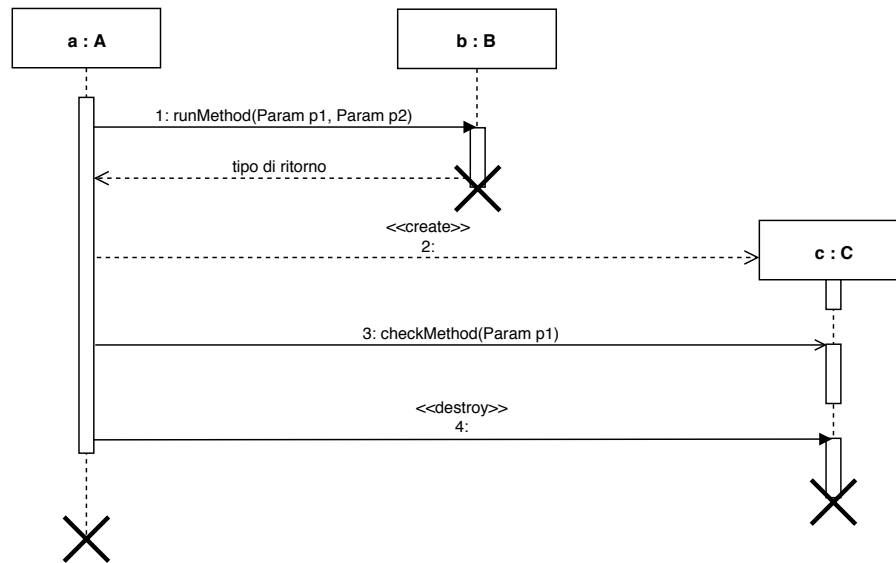 a : A
b : B
1: runMethod(Param p1, Param p2)
tipo di ritorno
<<create>>
2:
c : C
3: checkMethod(Param p1)
<<destroy>>
4: